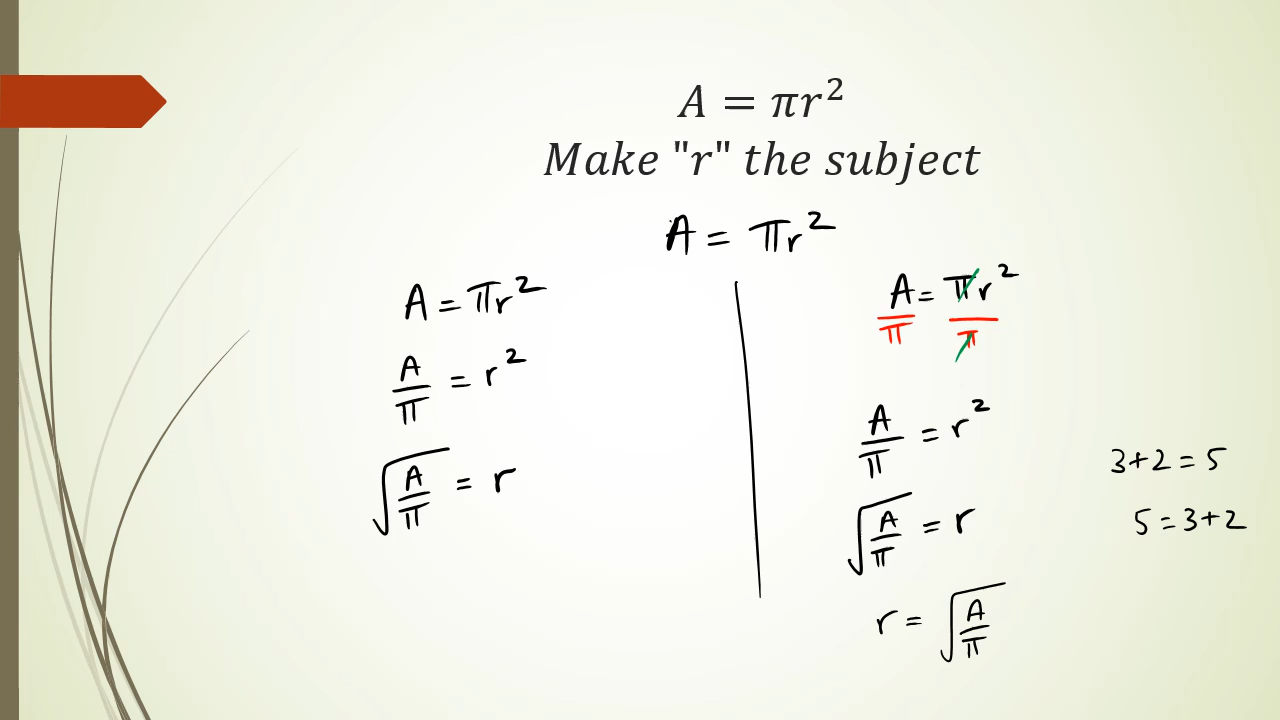 A = πr²
Make "r" the subject
A = πr²
A = πr²
A/π = r²
√(A/π) = r
A/π = πr²/π
A/π = r²
√(A/π) = r
r = √(A/π)
3+2 = 5
5 = 3+2